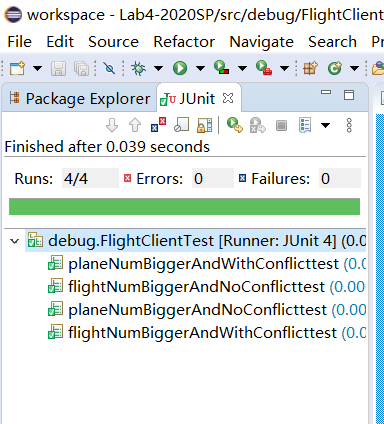 workspace - Lab4-2020SP/src/debug/FlightClient
File Edit Source Refactor Navigate Search Pr
Package Explorer JUnit
Finished after 0.039 seconds
Runs: 4/4 Errors: 0 Failures: 0
debug.FlightClientTest [Runner: JUnit 4] (0.0
planeNumBiggerAndWithConflicttest (0.00
flightNumBiggerAndNoConflicttest (0.00
planeNumBiggerAndNoConflicttest (0.00
flightNumBiggerAndWithConflicttest (0.0